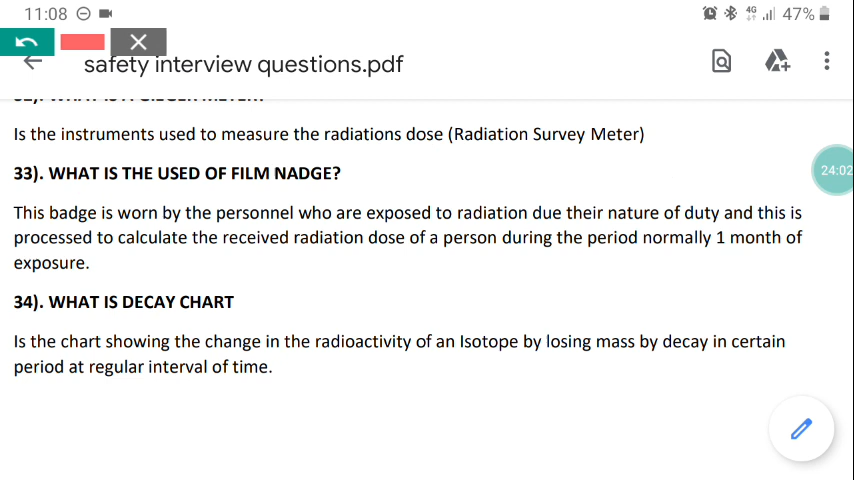 11:08 4G 47%
safety interview questions.pdf
Is the instruments used to measure the radiations dose (Radiation Survey Meter)
33). WHAT IS THE USED OF FILM NADGE?
24:02
This badge is worn by the personnel who are exposed to radiation due their nature of duty and this is
processed to calculate the received radiation dose of a person during the period normally 1 month of
exposure.
34). WHAT IS DECAY CHART
Is the chart showing the change in the radioactivity of an Isotope by losing mass by decay in certain
period at regular interval of time.